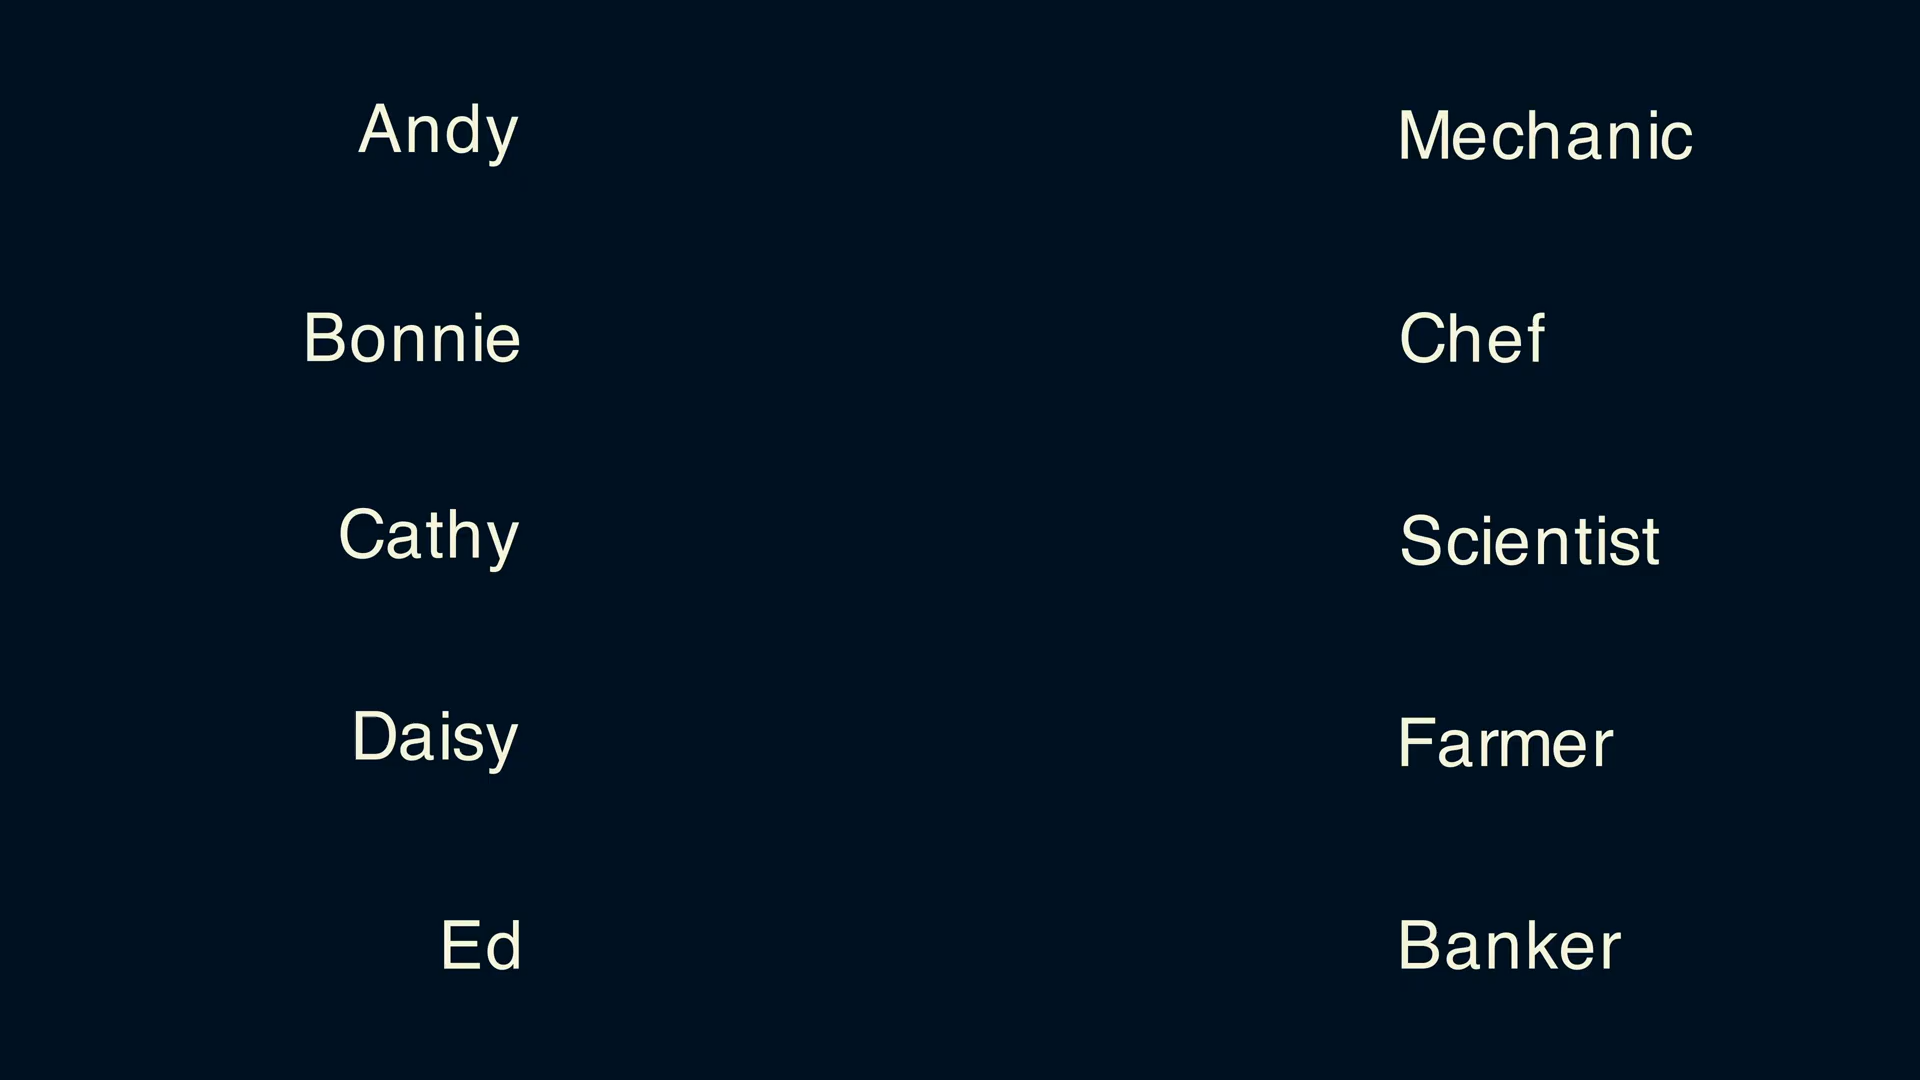 Andy
Mechanic
Bonnie
Chef
Cathy
Scientist
Daisy
Farmer
Ed
Banker